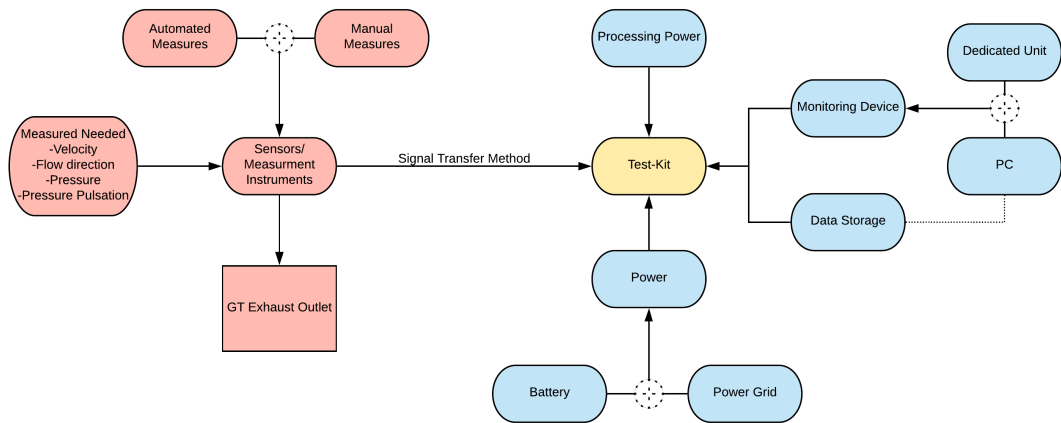 Automated
Measures
Manual
Measures
Processing Power
Dedicated Unit
Monitoring Device
Measured Needed
-Velocity
-Flow direction
-Pressure
-Pressure Pulsation
Sensors/
Measurment
Instruments
Signal Transfer Method
Test-Kit
PC
Data Storage
Power
GT Exhaust Outlet
Battery
Power Grid